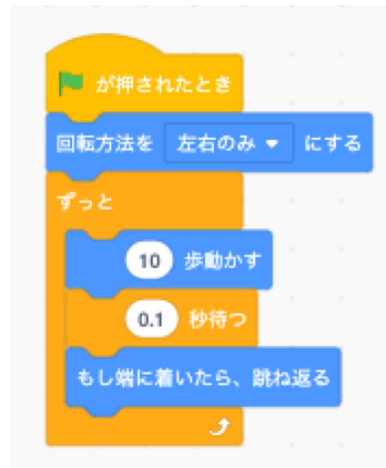 が押されたとき
回転方法を 左右のみ にする
ずっと
10 歩動かす
0.1 秒待つ
もし端に着いたら、跳ね返る